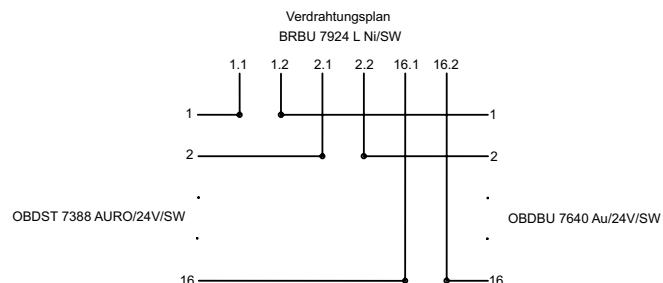 Verdrahtungsplan
BRBU 7924 L Ni/SW
1.1 1.2 2.1 2.2 16.1 16.2
1 1
2 2
OBDST 7388 AURO/24V/SW OBDBU 7640 Au/24V/SW
16 16